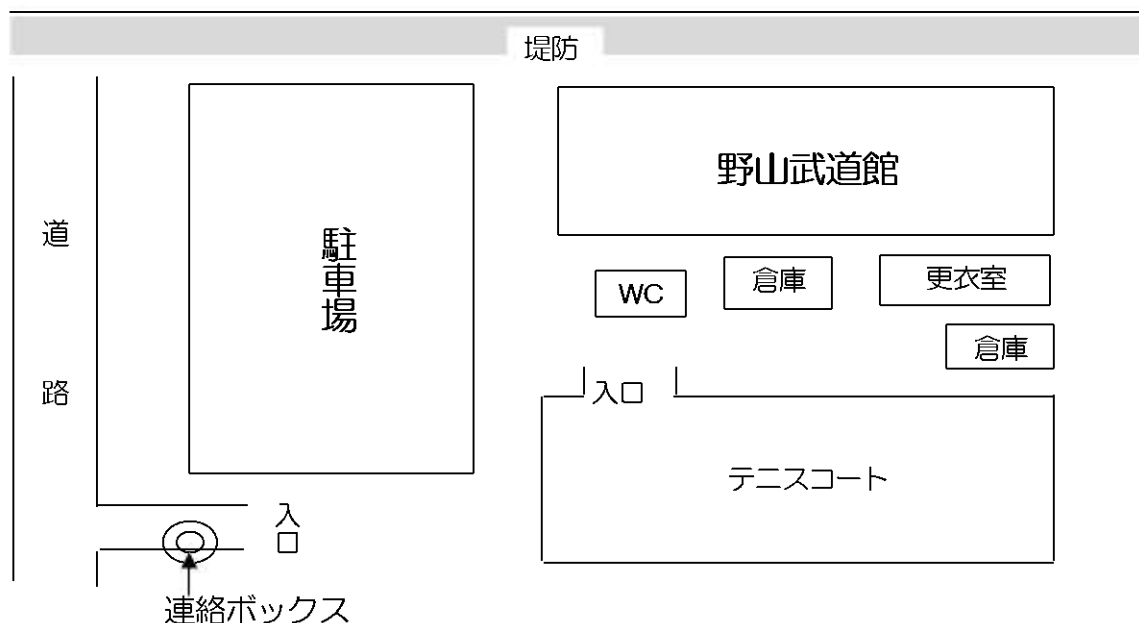 堤防
野山武道館
道路
駐車場
WC
倉庫
更衣室
倉庫
入口
テニスコート
入口
連絡ボックス